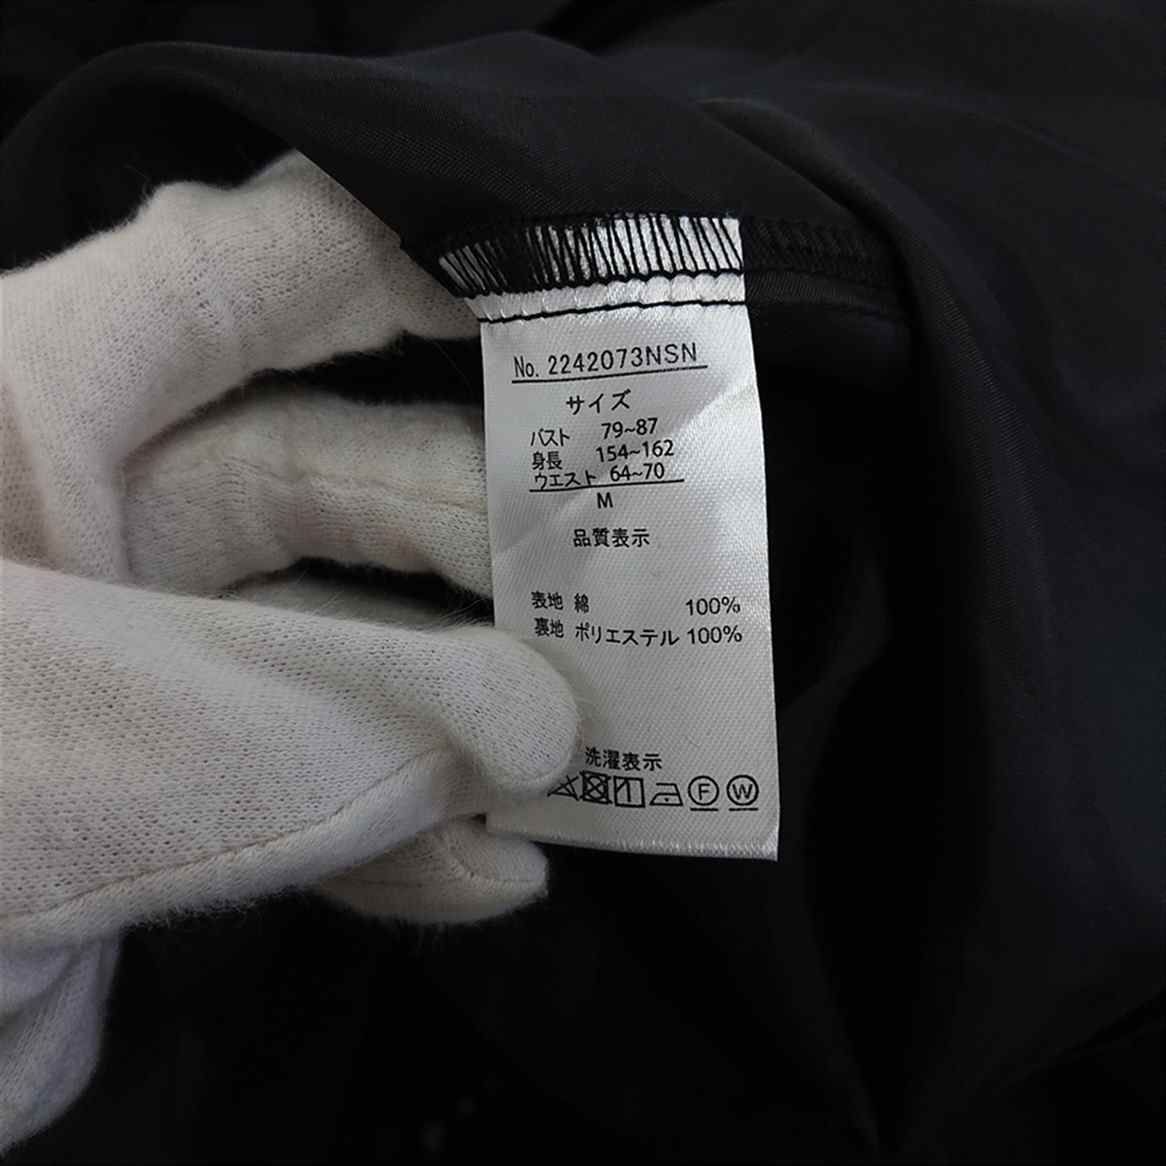 No. 2242073NSN
サイズ
バスト 79~87
身長 154~162
ウエスト 64~70
M
品質表示
表地 綿 100%
裏地 ポリエステル 100%
洗濯表示
F W